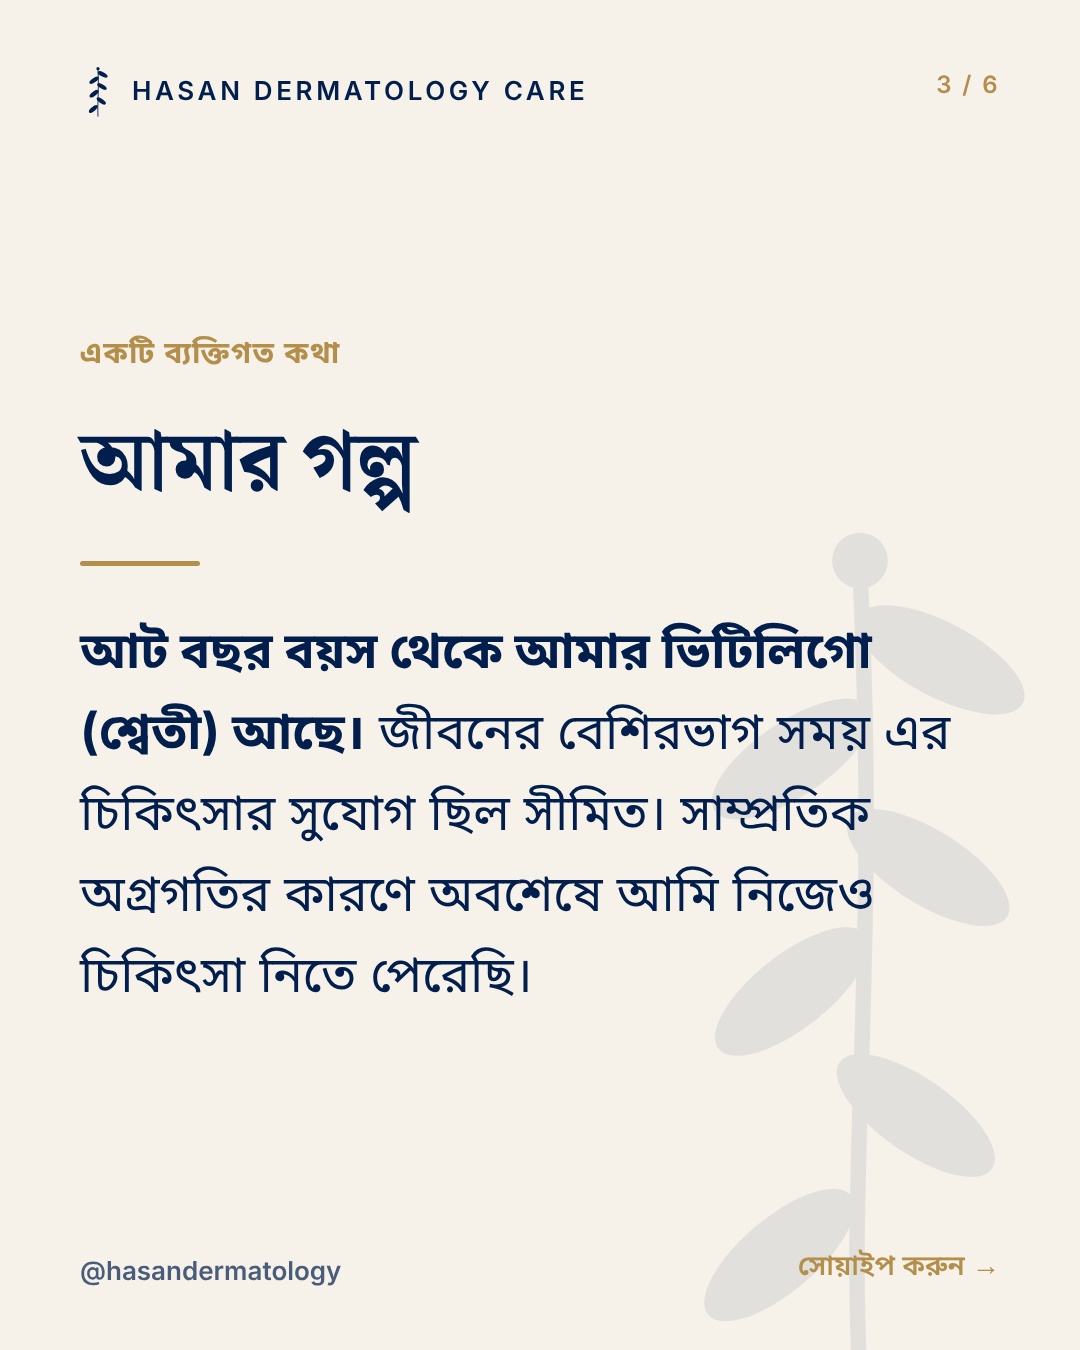 HASAN DERMATOLOGY CARE
3 / 6
একটি ব্যক্তিগত কথা
আমার গল্প
আট বছর বয়স থেকে আমার ভিটিলিগো
(শ্বেতী) আছে। জীবনের বেশিরভাগ সময় এর
চিকিৎসার সুযোগ ছিল সীমিত। সাম্প্রতিক
অগ্রগতির কারণে অবশেষে আমি নিজেও
চিকিৎসা নিতে পেরেছি।
@hasandermatology
সোয়াইপ করুন →